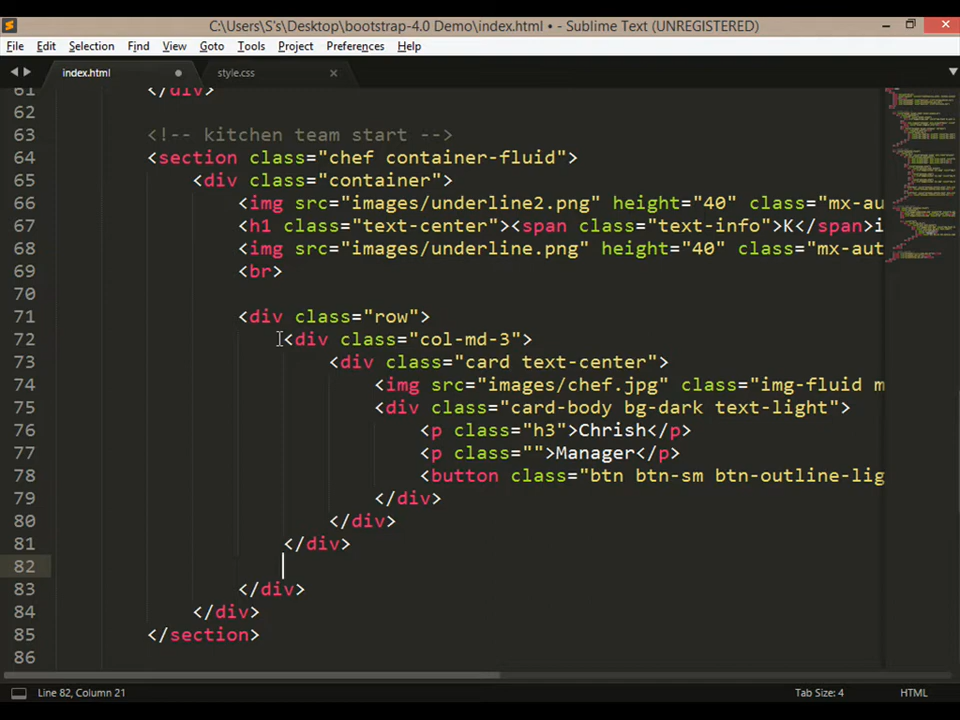 C:\Users\S's\Desktop\bootstrap-4.0 Demo\index.html • - Sublime Text (UNREGISTERED)
File Edit Selection Find View Goto Tools Project Preferences Help
index.html style.css
61 </div>
62
63 <!-- kitchen team start -->
64 <section class="chef container-fluid">
65 <div class="container">
66 <img src="images/underline2.png" height="40" class="mx-au
67 <h1 class="text-center"><span class="text-info">K</span>i
68 <img src="images/underline.png" height="40" class="mx-aut
69 <br>
70
71 <div class="row">
72 <div class="col-md-3">
73 <div class="card text-center">
74 <img src="images/chef.jpg" class="img-fluid m
75 <div class="card-body bg-dark text-light">
76 <p class="h3">Chrish</p>
77 <p class="">Manager</p>
78 <button class="btn btn-sm btn-outline-lig
79 </div>
80 </div>
81 </div>
82
83 </div>
84 </div>
85 </section>
86
Line 82, Column 21 Tab Size: 4 HTML